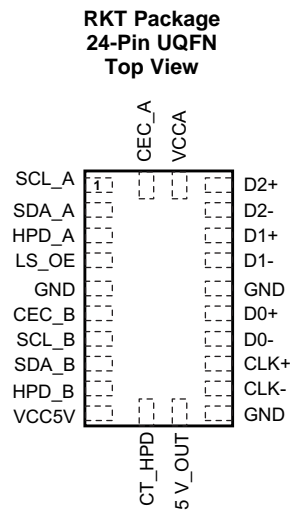 RKT Package
24-Pin UQFN
Top View
CEC_A
VCCA
SCL_A
1
D2+
SDA_A
D2-
HPD_A
D1+
LS_OE
D1-
GND
GND
CEC_B
D0+
SCL_B
D0-
SDA_B
CLK+
HPD_B
CLK-
VCC5V
GND
CT_HPD
5 V_OUT